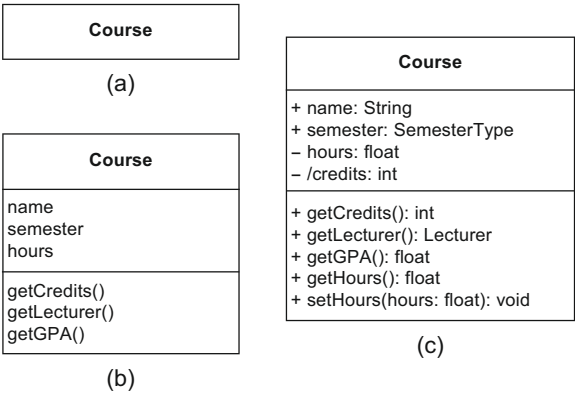 Course
(a)
Course
name
semester
hours
getCredits()
getLecturer()
getGPA()
(b)
Course
+ name: String
+ semester: SemesterType
– hours: float
– /credits: int
+ getCredits(): int
+ getLecturer(): Lecturer
+ getGPA(): float
+ getHours(): float
+ setHours(hours: float): void
(c)